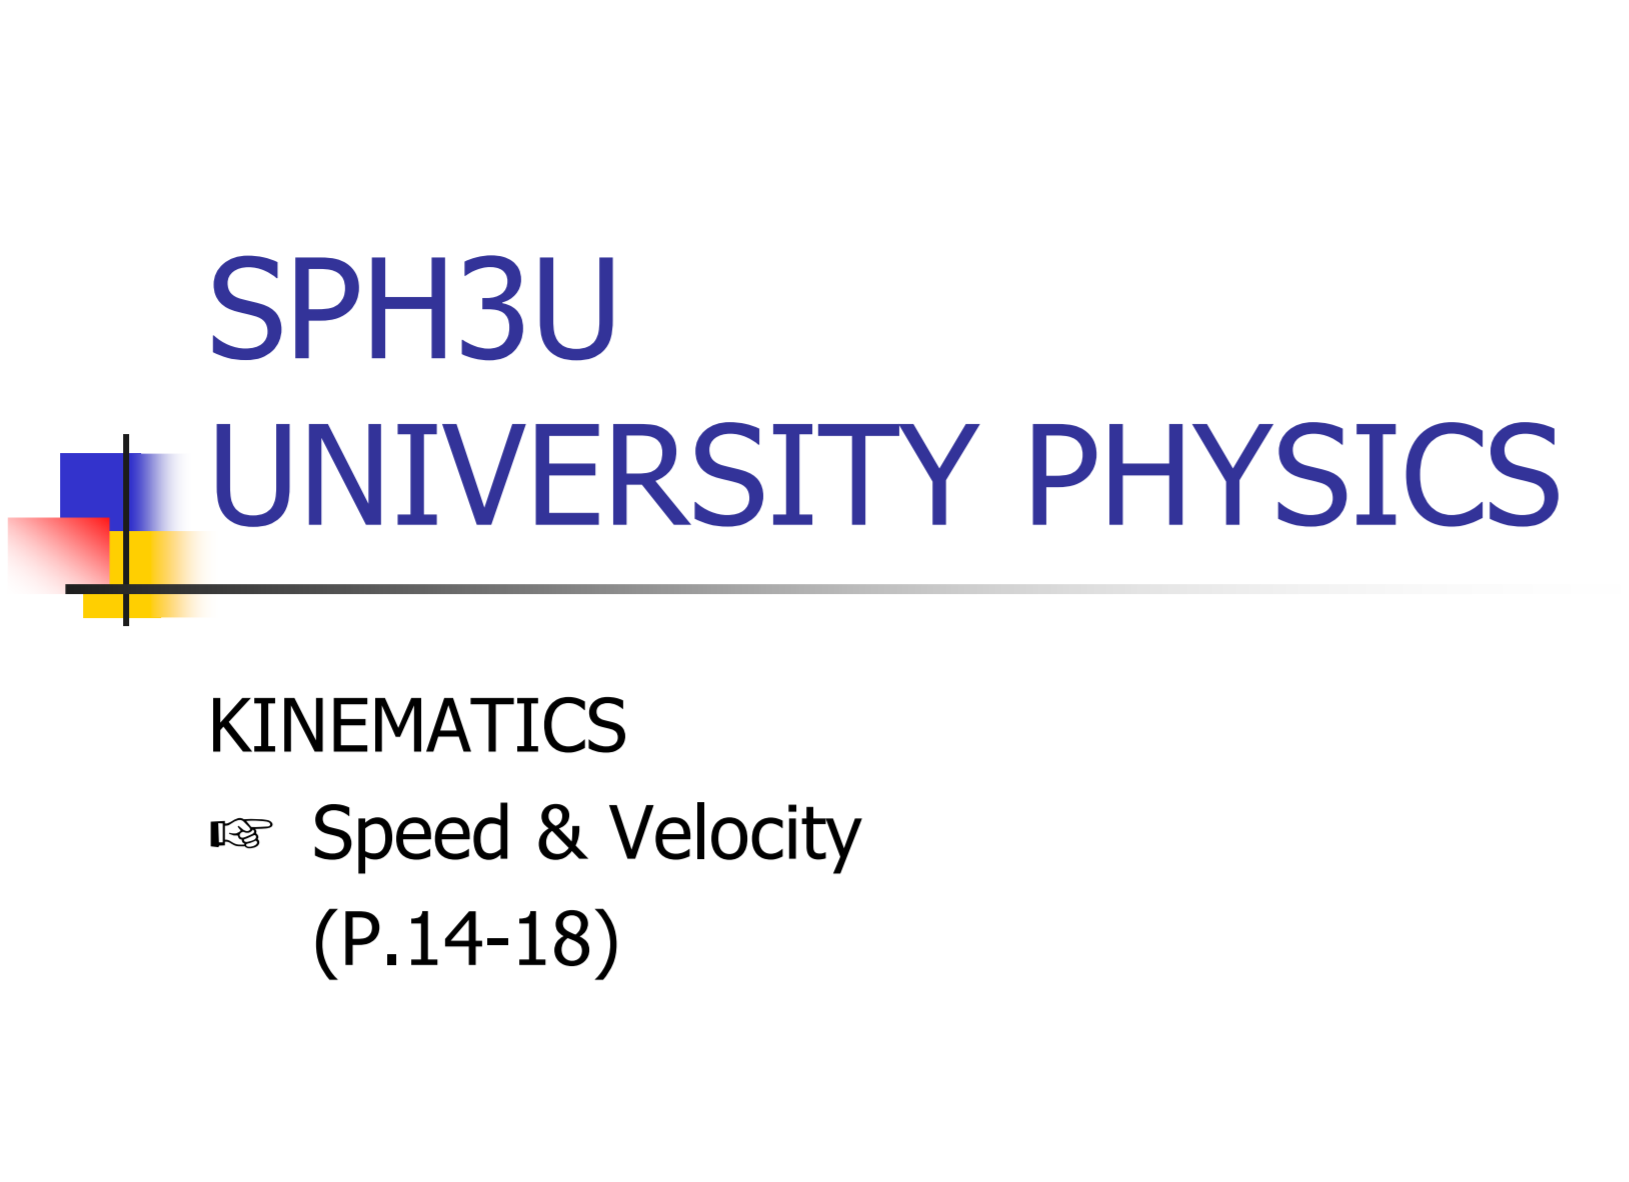 SPH3U
UNIVERSITY PHYSICS
KINEMATICS
☞ Speed & Velocity
(P.14-18)